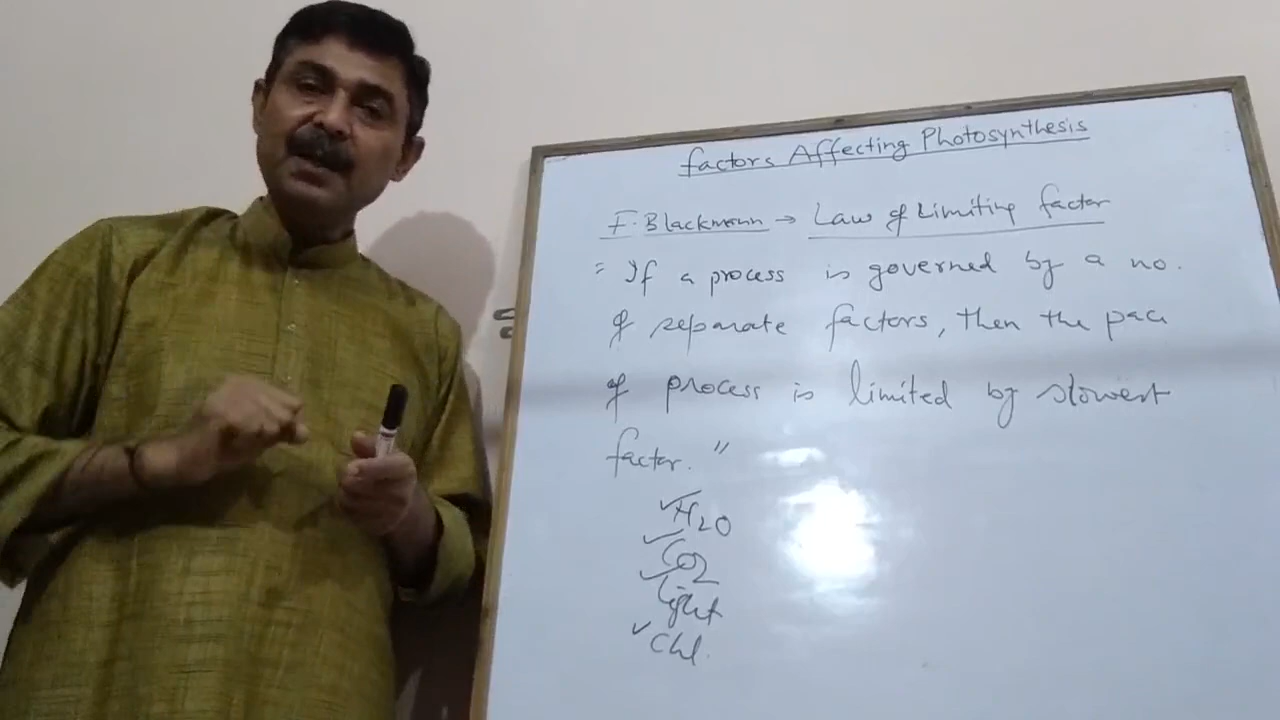 Factors Affecting Photosynthesis
F. Blackmann → Law of Limiting factor
" If a process is governed by a no.
of separate factors, then the pace
of process is limited by slowest
factor. "
✓ H2O
✓ CO2
✓ light
✓ Chl.